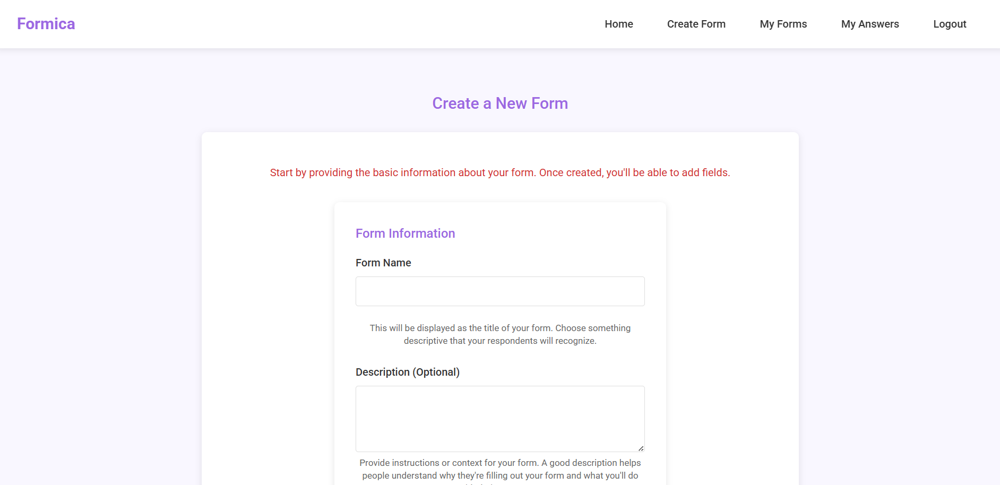 Formica
Home
Create Form
My Forms
My Answers
Logout
Create a New Form
Start by providing the basic information about your form. Once created, you'll be able to add fields.
Form Information
Form Name
This will be displayed as the title of your form. Choose something
descriptive that your respondents will recognize.
Description (Optional)
Provide instructions or context for your form. A good description helps
people understand why they're filling out your form and what you'll do